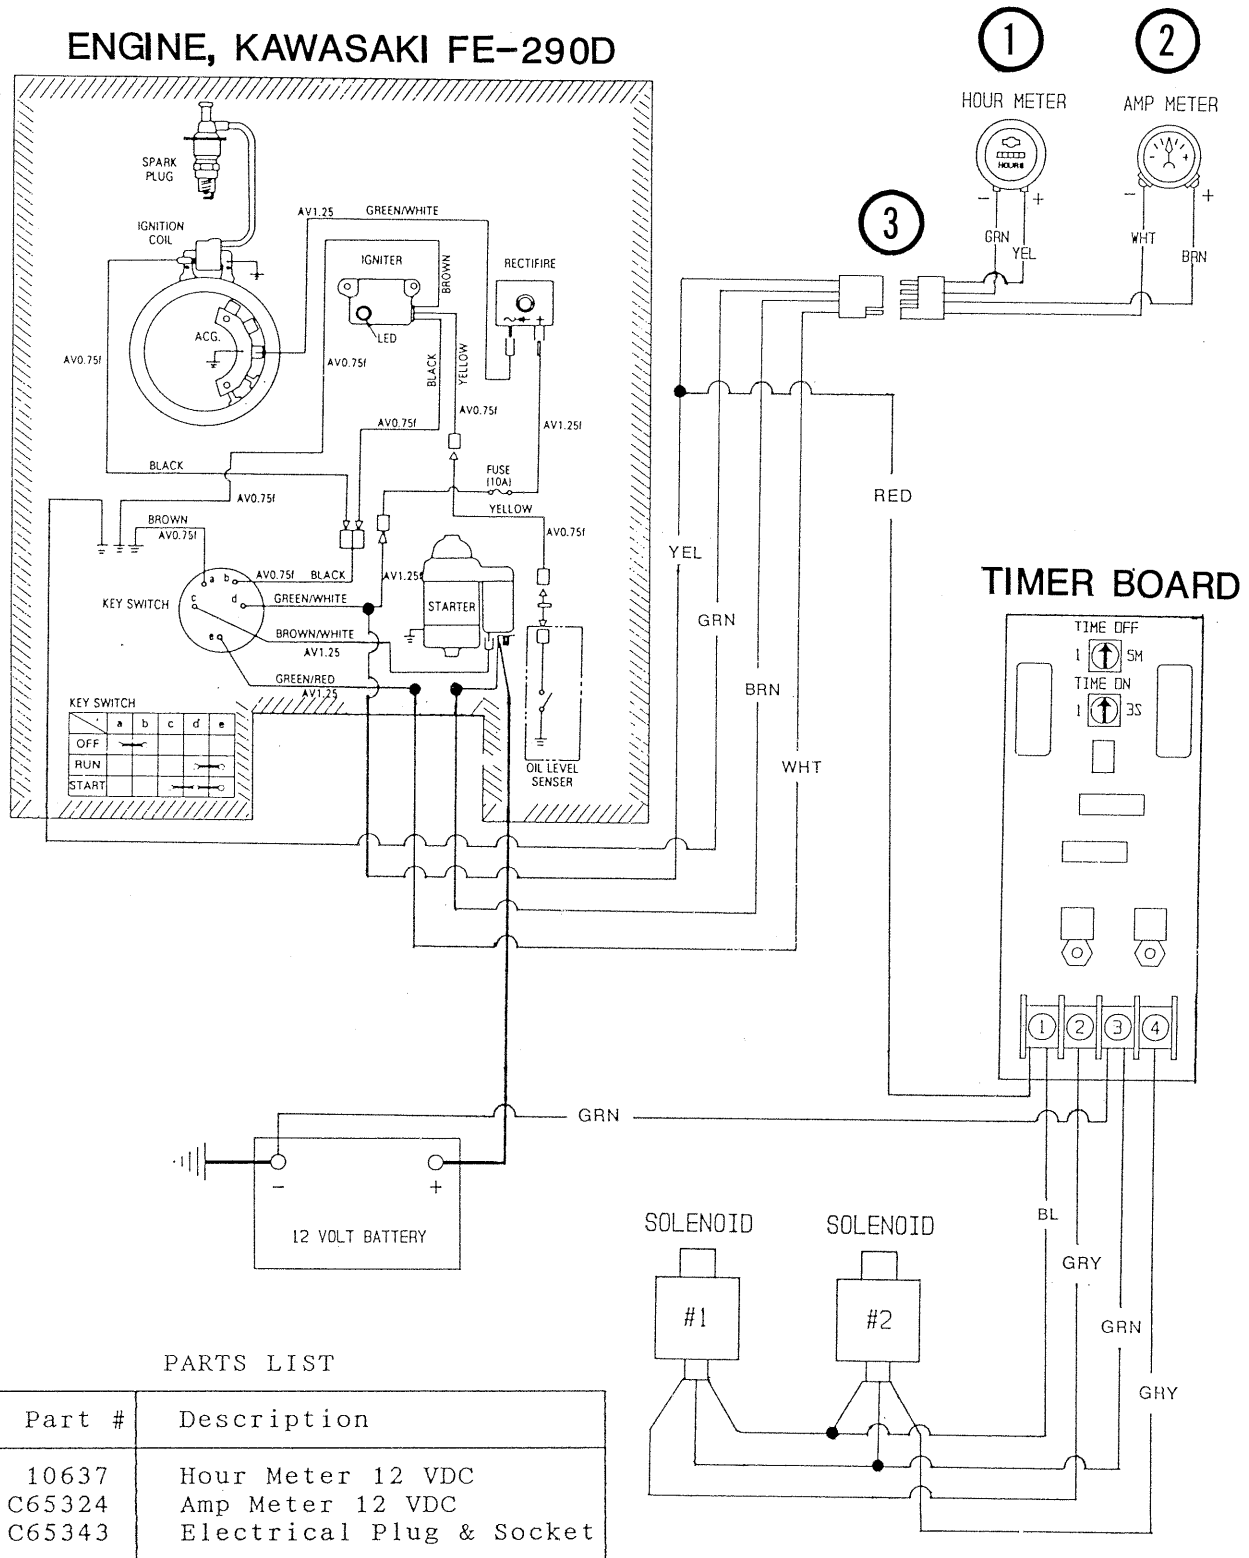 ENGINE, KAWASAKI FE-290D
1
2
HOUR METER
AMP METER
HOURS
- +
- +
- +
3
GRN
YEL
WHT
BRN
SPARK
PLUG
IGNITION
COIL
AV1.25
GREEN/WHITE
IGNITER
BROWN
RECTIFIRE
+
LED
ACG.
AV0.75f
AV0.75f
BLACK
YELLOW
AV0.75f
AV0.75f
AV1.25f
BLACK
FUSE
(10A)
AV0.75f
YELLOW
BROWN
AV0.75f
AV0.75f
RED
YEL
a
b
c
d
e
AV0.75f
BLACK
AV1.25f
KEY SWITCH
GREEN/WHITE
STARTER
BROWN/WHITE
AV1.25
GREEN/RED
AV1.25
GRN
BRN
WHT
KEY SWITCH
a b c d e
OFF
RUN
START
OIL LEVEL
SENSER
TIMER BOARD
TIME OFF
1 5M
TIME ON
1 3S
1 2 3 4
GRN
- +
12 VOLT BATTERY
SOLENOID
SOLENOID
#1
#2
BL
GRY
GRN
GRY
PARTS LIST
Part # Description
10637 Hour Meter 12 VDC
C65324 Amp Meter 12 VDC
C65343 Electrical Plug & Socket